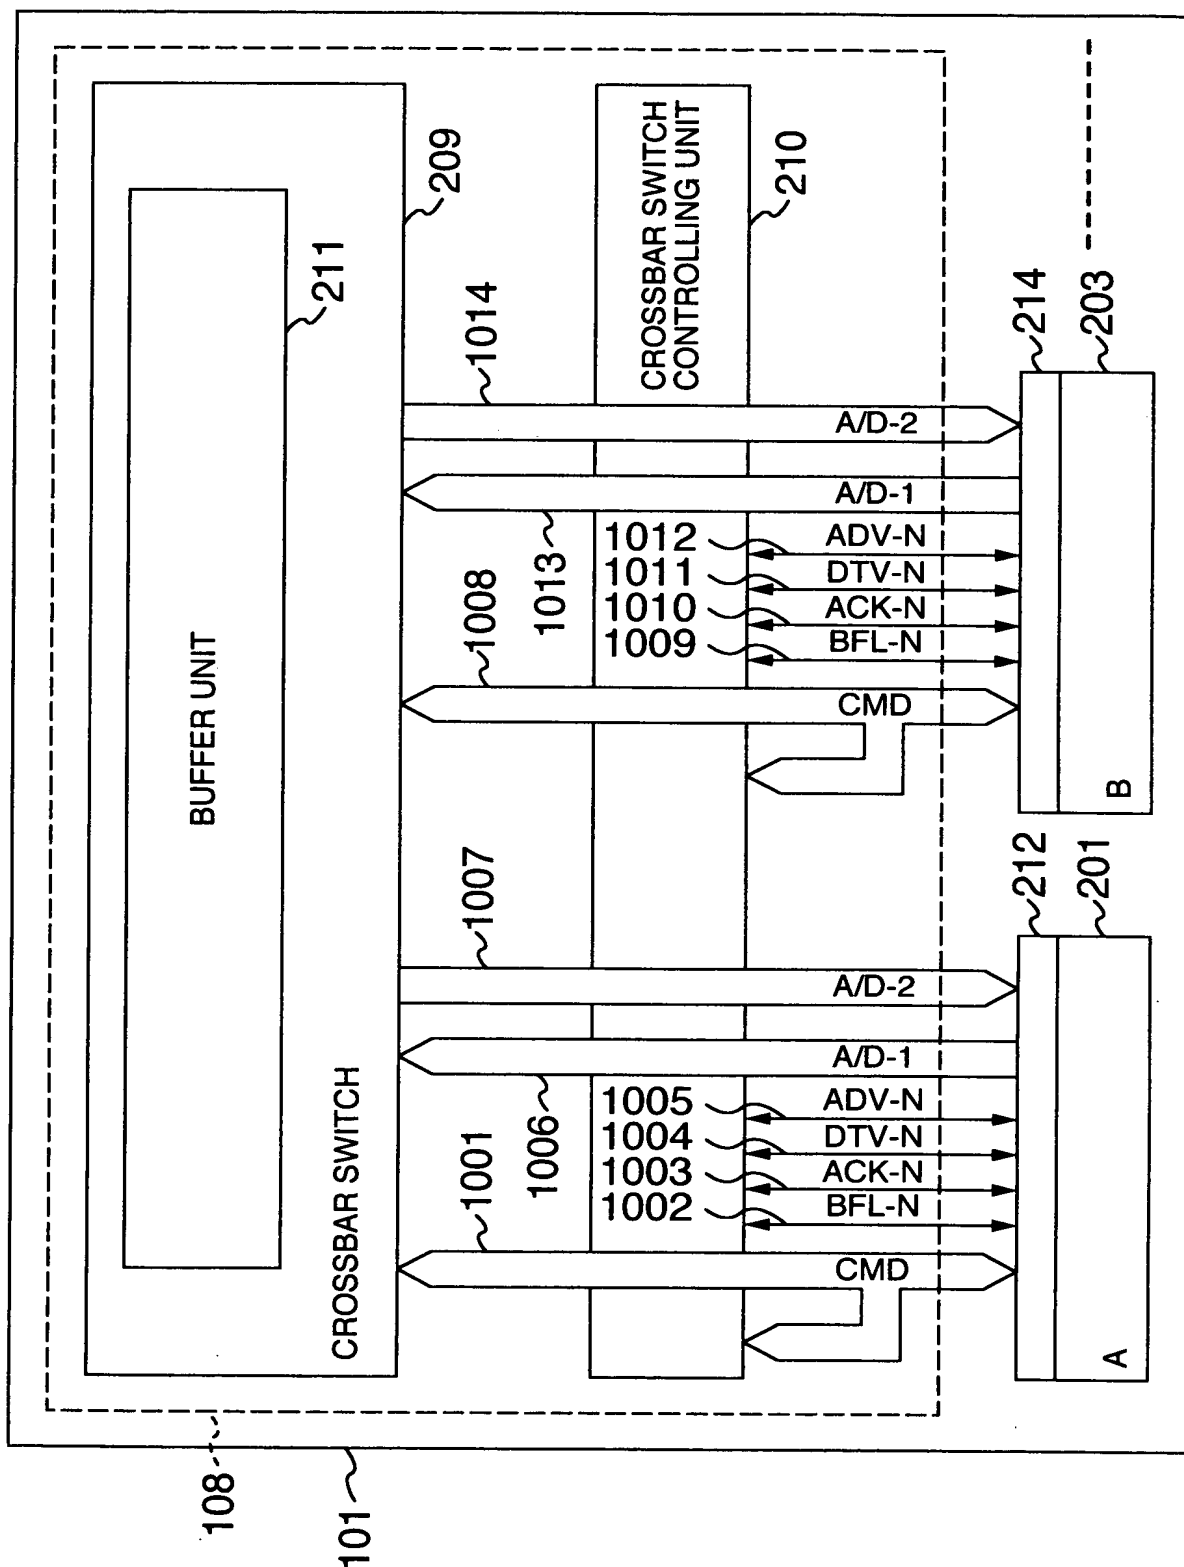 101
108
BUFFER UNIT
211
CROSSBAR SWITCH
209
1001
1006
1007
1008
1013
1014
CROSSBAR SWITCH
CONTROLLING UNIT
210
1005
1004
1003
1002
1012
1011
1010
1009
CMD
BFL-N
ACK-N
DTV-N
ADV-N
A/D-1
A/D-2
CMD
BFL-N
ACK-N
DTV-N
ADV-N
A/D-1
A/D-2
212
214
A
201
B
203